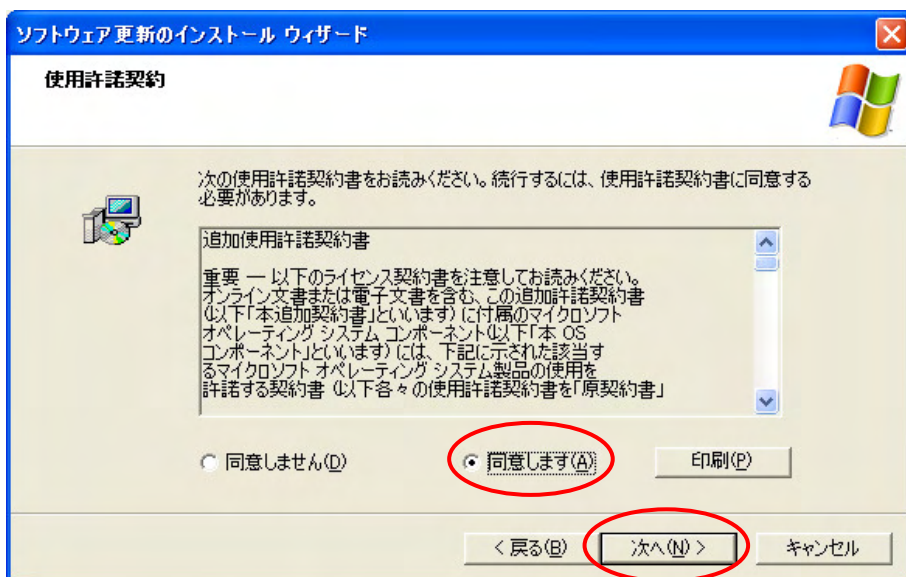 ソフトウェア更新のインストール ウィザード
使用許諾契約
次の使用許諾契約書をお読みください。続行するには、使用許諾契約書に同意する
必要があります。
追加使用許諾契約書
重要 ― 以下のライセンス契約書を注意してお読みください。
オンライン文書または電子文書を含む、この追加許諾契約書
(以下「本追加契約書」といいます) に付属のマイクロソフト
オペレーティング システム コンポーネント(以下「本 OS
コンポーネント」といいます) には、下記に示された該当す
るマイクロソフト オペレーティング システム製品の使用を
許諾する契約書 (以下各々の使用許諾契約書を「原契約書」
同意しません(D)
同意します(A)
印刷(P)
< 戻る(B)
次へ(N) >
キャンセル